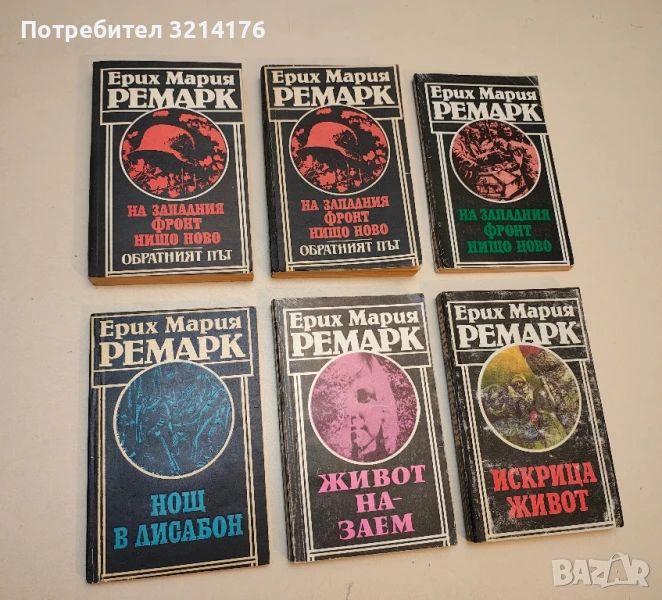 Потребител 3214176
Ерих Мария
РЕМАРК
НА ЗАПАДНИЯ
ФРОНТ
НИЩО НОВО
ОБРАТНИЯТ ПЪТ
Ерих Мария
РЕМАРК
НА ЗАПАДНИЯ
ФРОНТ
НИЩО НОВО
ОБРАТНИЯТ ПЪТ
Ерих Мария
РЕМАРК
НА ЗАПАДНИЯ
ФРОНТ
НИЩО НОВО
Ерих Мария
РЕМАРК
НОЩ
В ЛИСАБОН
Ерих Мария
РЕМАРК
ЖИВОТ
НА-
ЗАЕМ
Ерих Мария
РЕМАРК
ИСКРИЦА
ЖИВОТ
BAZAR